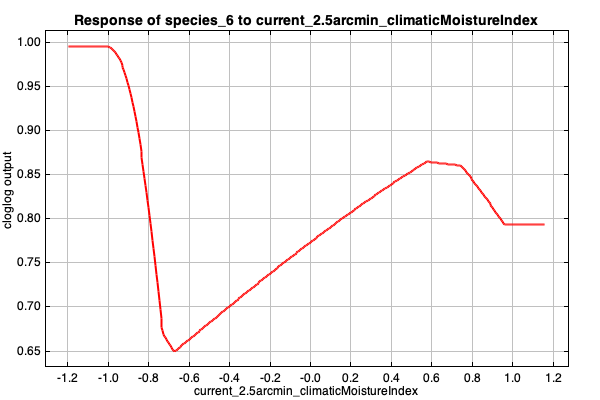 Response of species_6 to current_2.5arcmin_climaticMoistureIndex
1.00
0.95
0.90
0.85
0.80
0.75
0.70
0.65
cloglog output
-1.2 -1.0 -0.8 -0.6 -0.4 -0.2 -0.0 0.2 0.4 0.6 0.8 1.0 1.2
current_2.5arcmin_climaticMoistureIndex